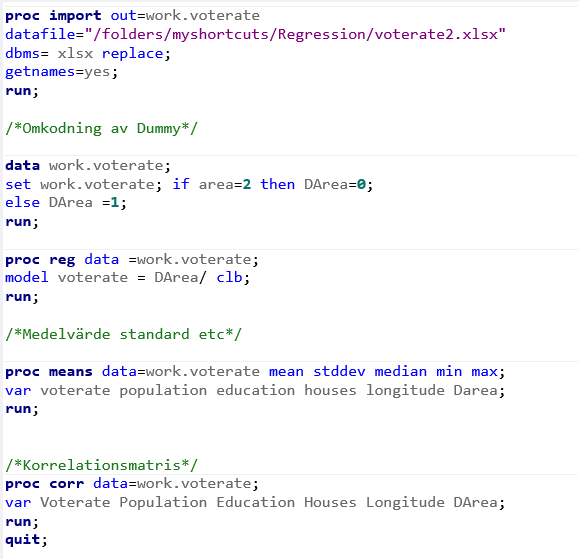 proc import out=work.voterate
datafile="/folders/myshortcuts/Regression/voterate2.xlsx"
dbms= xlsx replace;
getnames=yes;
run;
/*Omkodning av Dummy*/
data work.voterate;
set work.voterate; if area=2 then DArea=0;
else DArea =1;
run;
proc reg data =work.voterate;
model voterate = DArea/ clb;
run;
/*Medelvärde standard etc*/
proc means data=work.voterate mean stddev median min max;
var voterate population education houses longitude Darea;
run;
/*Korrelationsmatris*/
proc corr data=work.voterate;
var Voterate Population Education Houses Longitude DArea;
run;
quit;